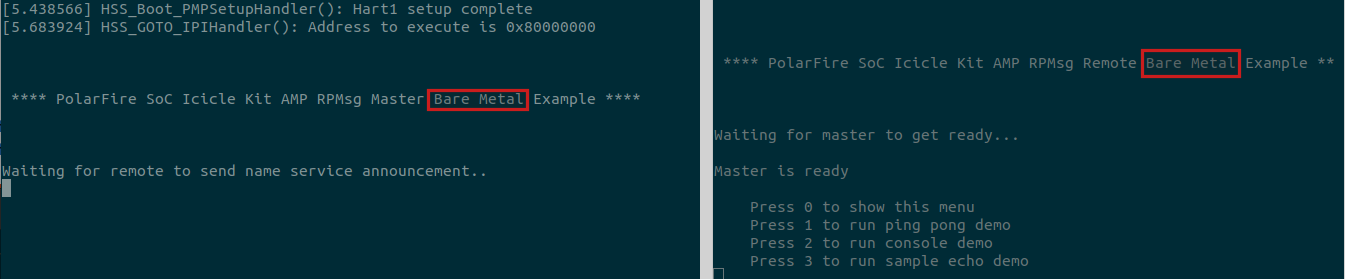 [5.438566] HSS_Boot_PMPSetupHandler(): Hart1 setup complete
[5.683924] HSS_GOTO_IPIHandler(): Address to execute is 0x80000000
**** PolarFire SoC Icicle Kit AMP RPMsg Master Bare Metal Example ****
Waiting for remote to send name service announcement..
**** PolarFire SoC Icicle Kit AMP RPMsg Remote Bare Metal Example **
Waiting for master to get ready...
Master is ready
Press 0 to show this menu
Press 1 to run ping pong demo
Press 2 to run console demo
Press 3 to run sample echo demo